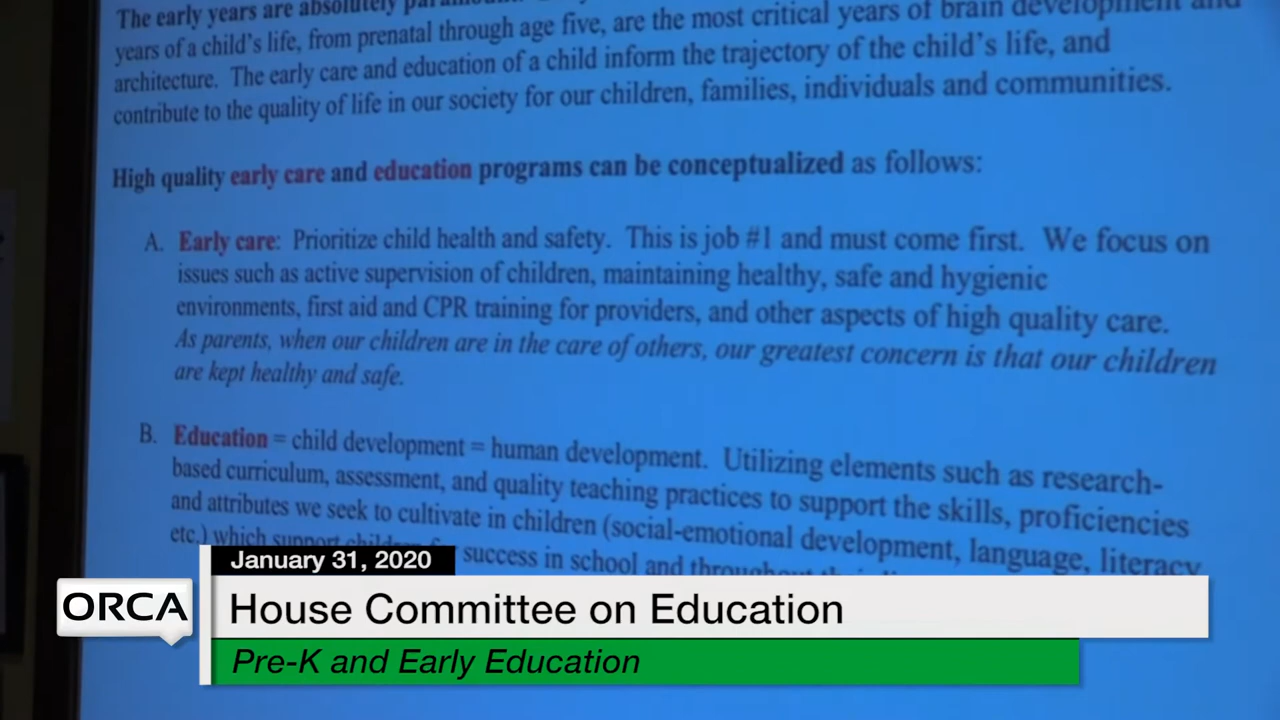 The early years are absolutely
years of a child's life, from prenatal through age five, are the most critical years of brain development and
architecture. The early care and education of a child inform the trajectory of the child's life, and
contribute to the quality of life in our society for our children, families, individuals and communities.
High quality early care and education programs can be conceptualized as follows:
A. Early care: Prioritize child health and safety. This is job #1 and must come first. We focus on
issues such as active supervision of children, maintaining healthy, safe and hygienic
environments, first aid and CPR training for providers, and other aspects of high quality care.
As parents, when our children are in the care of others, our greatest concern is that our children
are kept healthy and safe.
B. Education = child development = human development. Utilizing elements such as research-
based curriculum, assessment, and quality teaching practices to support the skills, proficiencies
and attributes we seek to cultivate in children (social-emotional development, language, literacy
etc.) which support children success in school and throughout
January 31, 2020
ORCA
House Committee on Education
Pre-K and Early Education